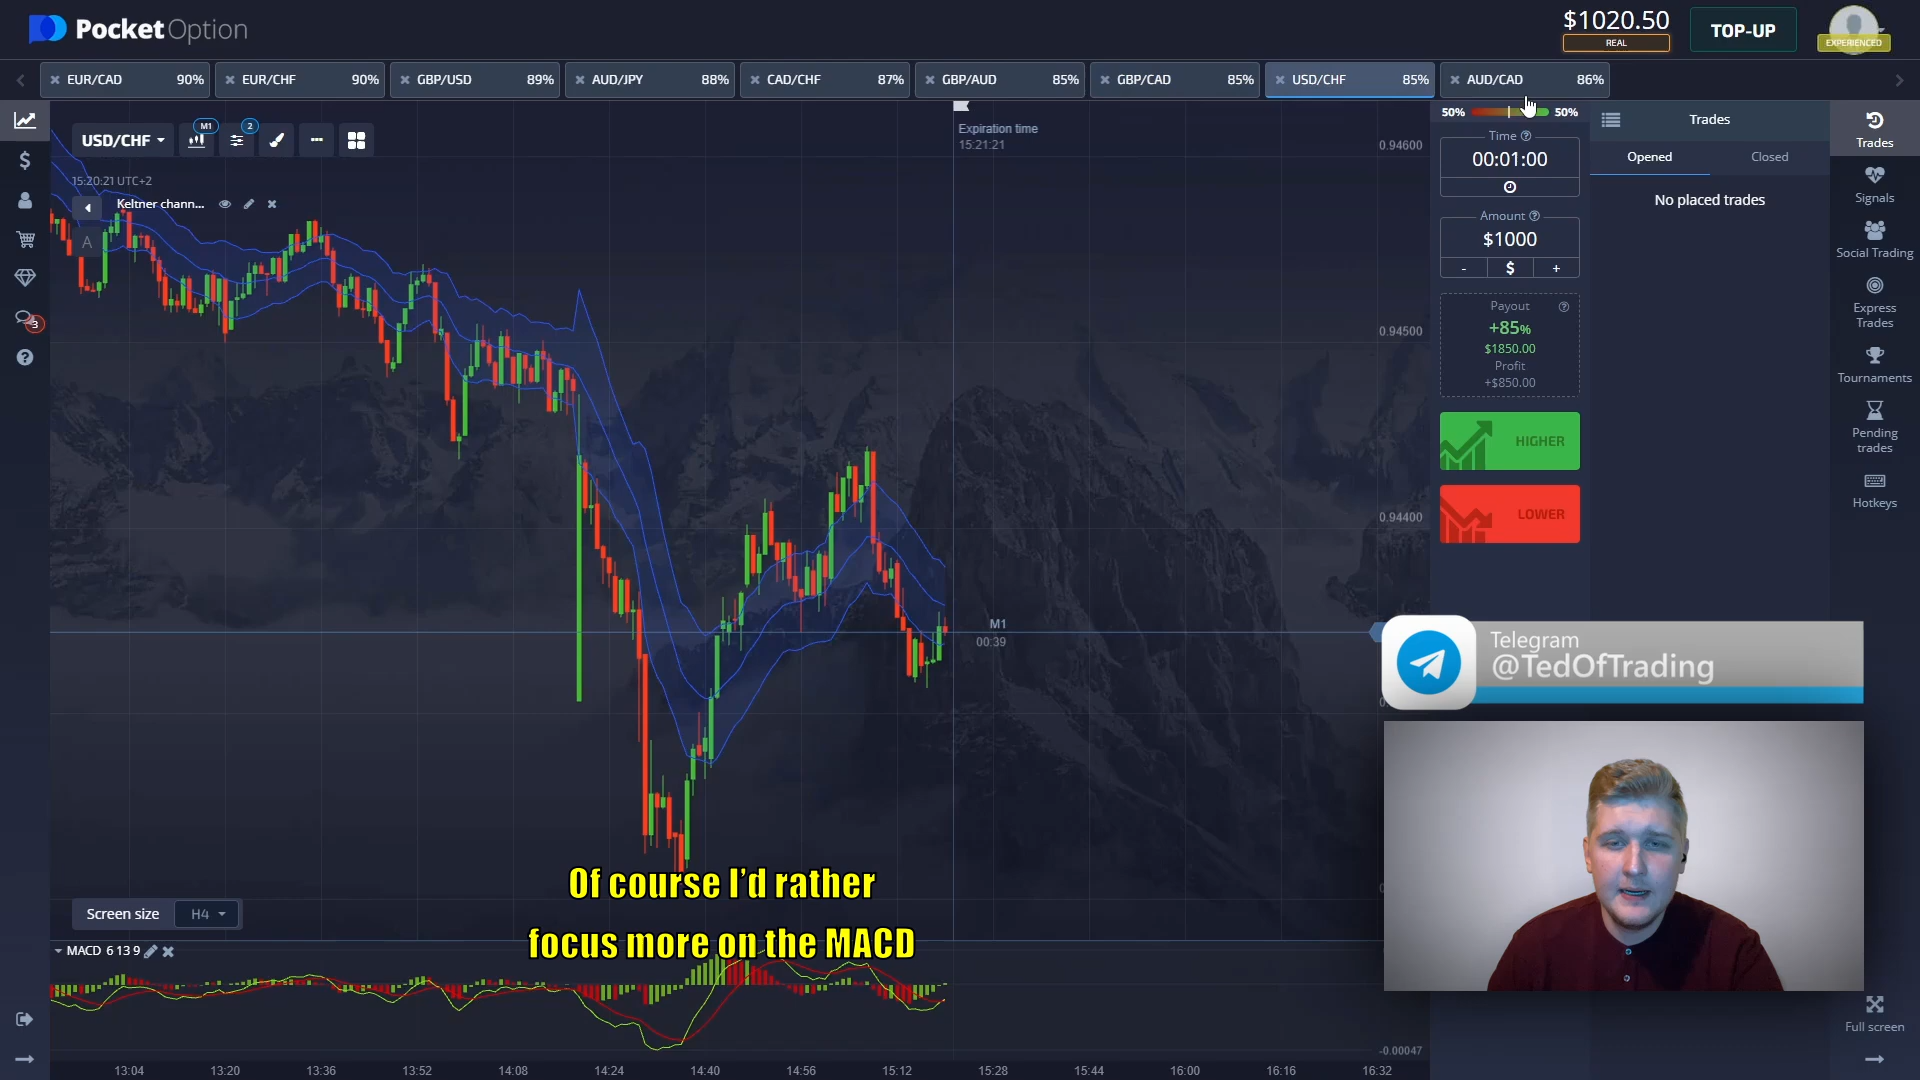 PocketOption
$1020.50
REAL
TOP-UP
EXPERIENCED
EUR/CAD 90%
EUR/CHF 90%
GBP/USD 89%
AUD/JPY 88%
CAD/CHF 87%
GBP/AUD 85%
GBP/CAD 85%
USD/CHF 85%
AUD/CAD 86%
USD/CHF
M1
2
15:20:21 UTC+2
Keltner chann...
A
Expiration time
15:21:21
0.94600
0.94500
0.94400
M1
00:39
50% 50%
Time
00:01:00
Amount
$1000
- $ +
Payout
+85%
$1850.00
Profit
+$850.00
HIGHER
LOWER
Trades
Opened Closed
No placed trades
Trades
Signals
Social Trading
Express
Trades
Tournaments
Pending
trades
Hotkeys
3
Telegram
@TedOfTrading
Of course I'd rather
focus more on the MACD
Screen size H4
MACD 6 13 9
-0.00047
Full screen
13:04 13:20 13:36 13:52 14:08 14:24 14:40 14:56 15:12 15:28 15:44 16:00 16:16 16:32